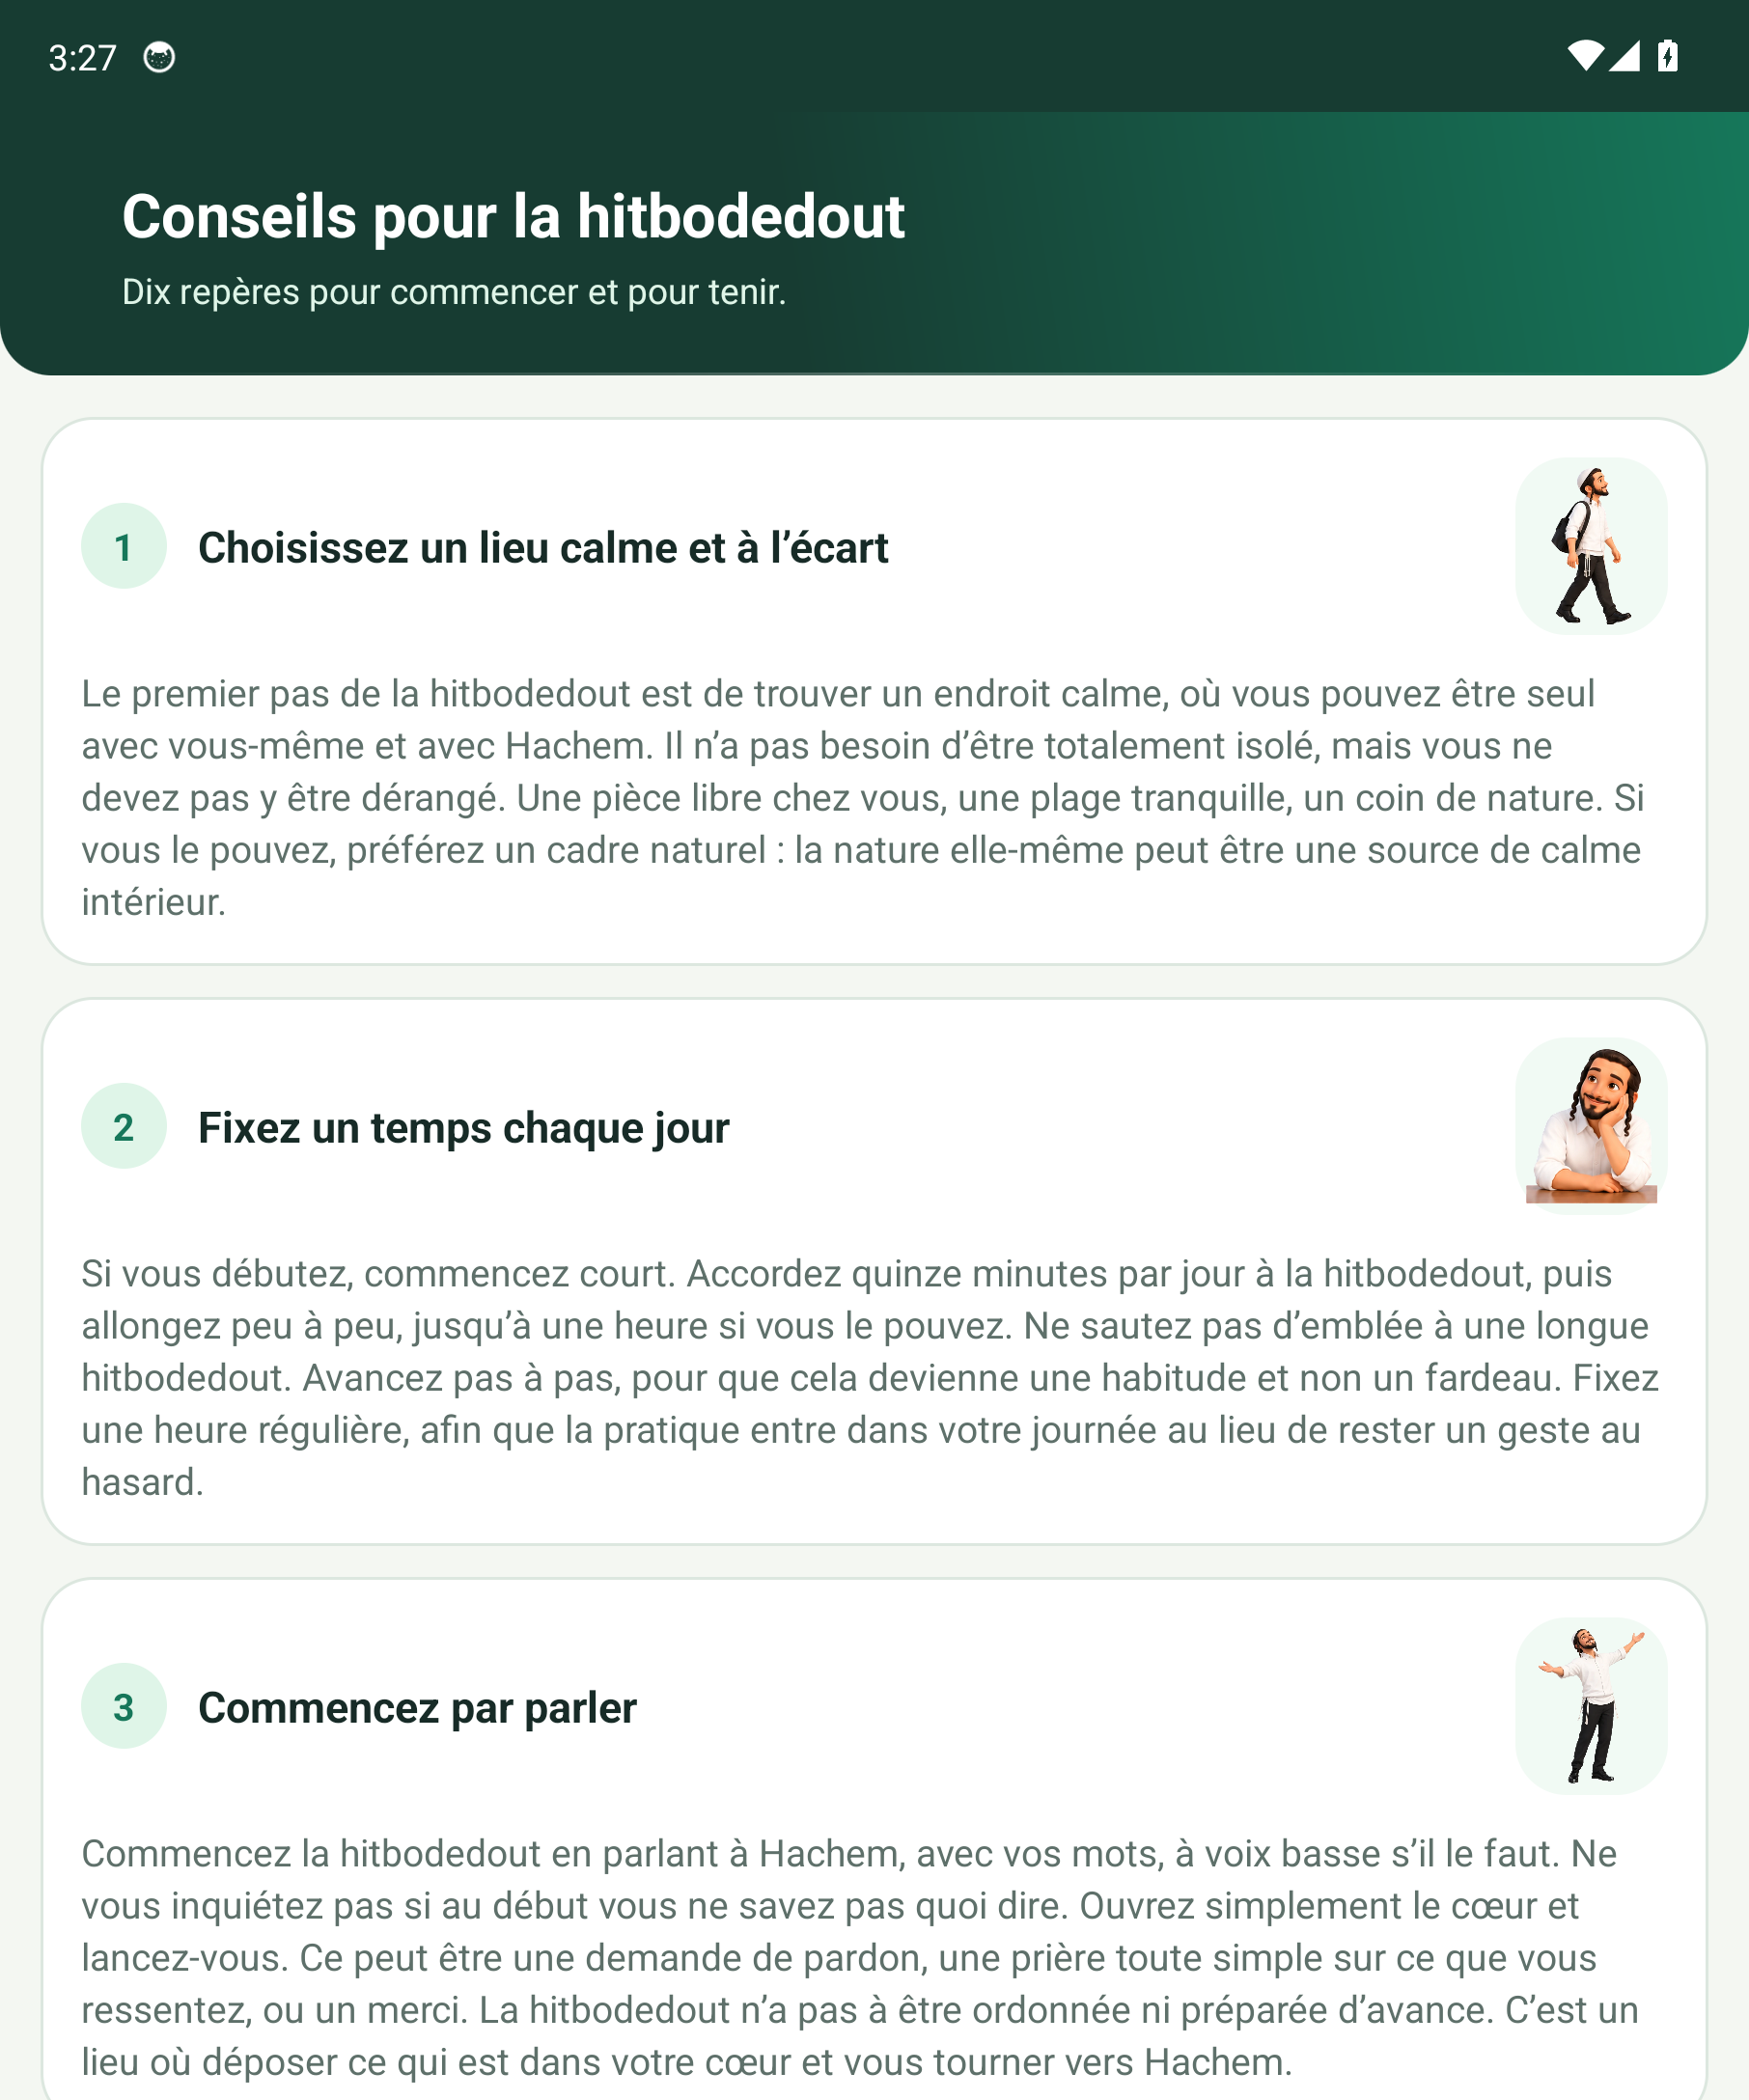 3:27
Conseils pour la hitbodedout
Dix repères pour commencer et pour tenir.
1
Choisissez un lieu calme et à l’écart
Le premier pas de la hitbodedout est de trouver un endroit calme, où vous pouvez être seul
avec vous-même et avec Hachem. Il n’a pas besoin d’être totalement isolé, mais vous ne
devez pas y être dérangé. Une pièce libre chez vous, une plage tranquille, un coin de nature. Si
vous le pouvez, préférez un cadre naturel : la nature elle-même peut être une source de calme
intérieur.
2
Fixez un temps chaque jour
Si vous débutez, commencez court. Accordez quinze minutes par jour à la hitbodedout, puis
allongez peu à peu, jusqu’à une heure si vous le pouvez. Ne sautez pas d’emblée à une longue
hitbodedout. Avancez pas à pas, pour que cela devienne une habitude et non un fardeau. Fixez
une heure régulière, afin que la pratique entre dans votre journée au lieu de rester un geste au
hasard.
3
Commencez par parler
Commencez la hitbodedout en parlant à Hachem, avec vos mots, à voix basse s’il le faut. Ne
vous inquiétez pas si au début vous ne savez pas quoi dire. Ouvrez simplement le cœur et
lancez-vous. Ce peut être une demande de pardon, une prière toute simple sur ce que vous
ressentez, ou un merci. La hitbodedout n’a pas à être ordonnée ni préparée d’avance. C’est un
lieu où déposer ce qui est dans votre cœur et vous tourner vers Hachem.